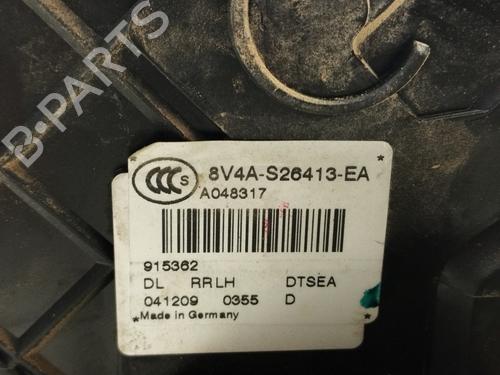 B-PARTS
CCC S
8V4A-S26413-EA
A048317
915362
DL RRLH DTSEA
041209 0355 D
Made in Germany